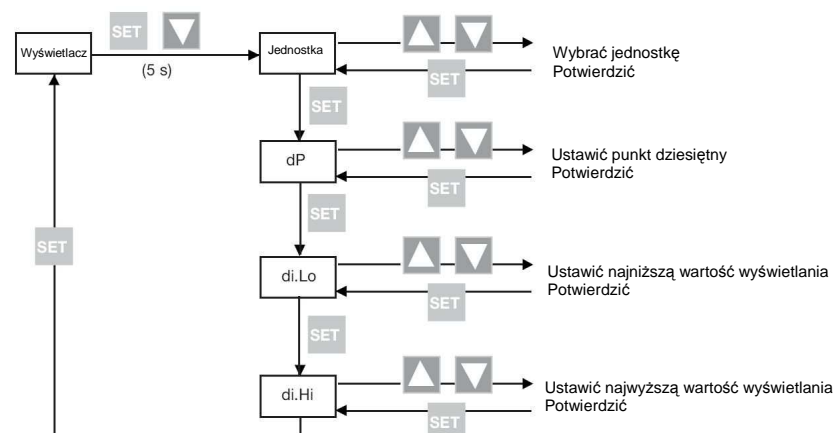 SET
Wyświetlacz
(5 s)
Jednostka
SET
Wybrać jednostkę
Potwierdzić
SET
dP
SET
Ustawić punkt dziesiętny
Potwierdzić
SET
SET
di.Lo
SET
Ustawić najniższą wartość wyświetlania
Potwierdzić
SET
di.Hi
SET
Ustawić najwyższą wartość wyświetlania
Potwierdzić